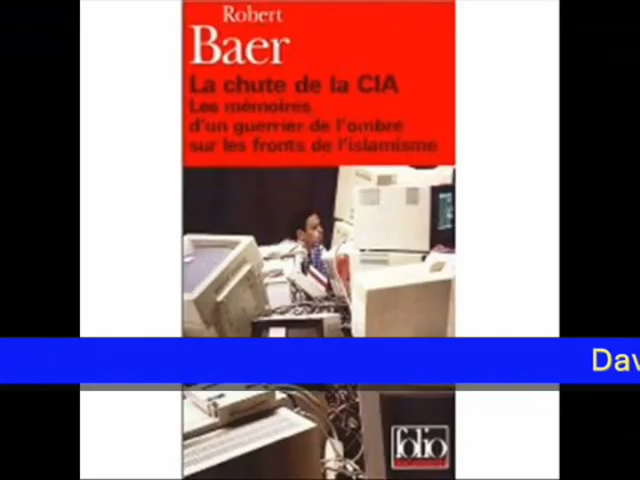 Robert
Baer
La chute de la CIA
Les mémoires
d'un guerrier de l'ombre
sur les fronts de l'islamisme
Dav
folio